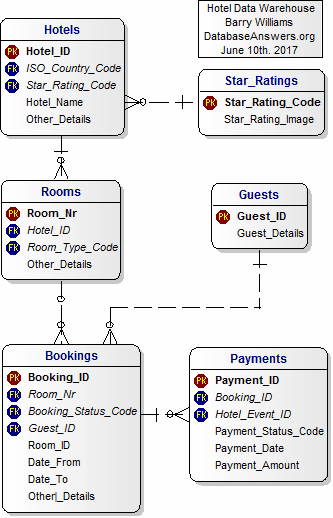 Hotel Data Warehouse
Barry Williams
DatabaseAnswers.org
June 10th. 2017
Hotels
PK Hotel_ID
FK ISO_Country_Code
FK Star_Rating_Code
Hotel_Name
Other_Details
Star_Ratings
PK Star_Rating_Code
Star_Rating_Image
Rooms
PK Room_Nr
FK Hotel_ID
FK Room_Type_Code
Other_Details
Guests
PK Guest_ID
Guest_Details
Bookings
PK Booking_ID
FK Room_Nr
FK Booking_Status_Code
FK Guest_ID
Room_ID
Date_From
Date_To
Other|_Details
Payments
PK Payment_ID
FK Booking_ID
FK Hotel_Event_ID
Payment_Status_Code
Payment_Date
Payment_Amount